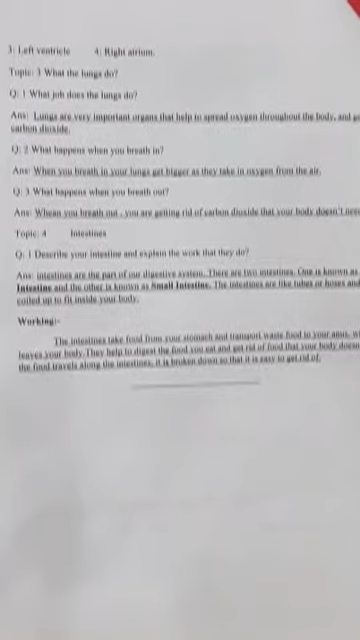 3: Left ventricle 4: Right atrium.
Topic: 3 What the lungs do?
Q: 1 What job does the lungs do?
Ans: Lungs are very important organs that help to spread oxygen throughout the body, and
carbon dioxide.
Q: 2 What happens when you breath in?
Ans: When you breath in your lungs get bigger as they take in oxygen from the air.
Q: 3 What happens when you breath out?
Ans: Whean you breath out , you are getting rid of carbon dioxide that your body doesn't
Topic: 4 Intestines
Q: 1 Describe your intestine and explain the work that they do?
Ans: intestines are the part of our digestive system. There are two intestines. One is known as
Intestine and the other is known as Small Intestine. The intestines are like tubes or hoses and
coiled up to fit inside your body.
Working:-
The intestines take food from your stomach and transport waste food to your anus,
leaves your body. They help to digest the food you eat and get rid of food that your body
the food travels along the intestines, it is broken down so that it is easy to get rid of.